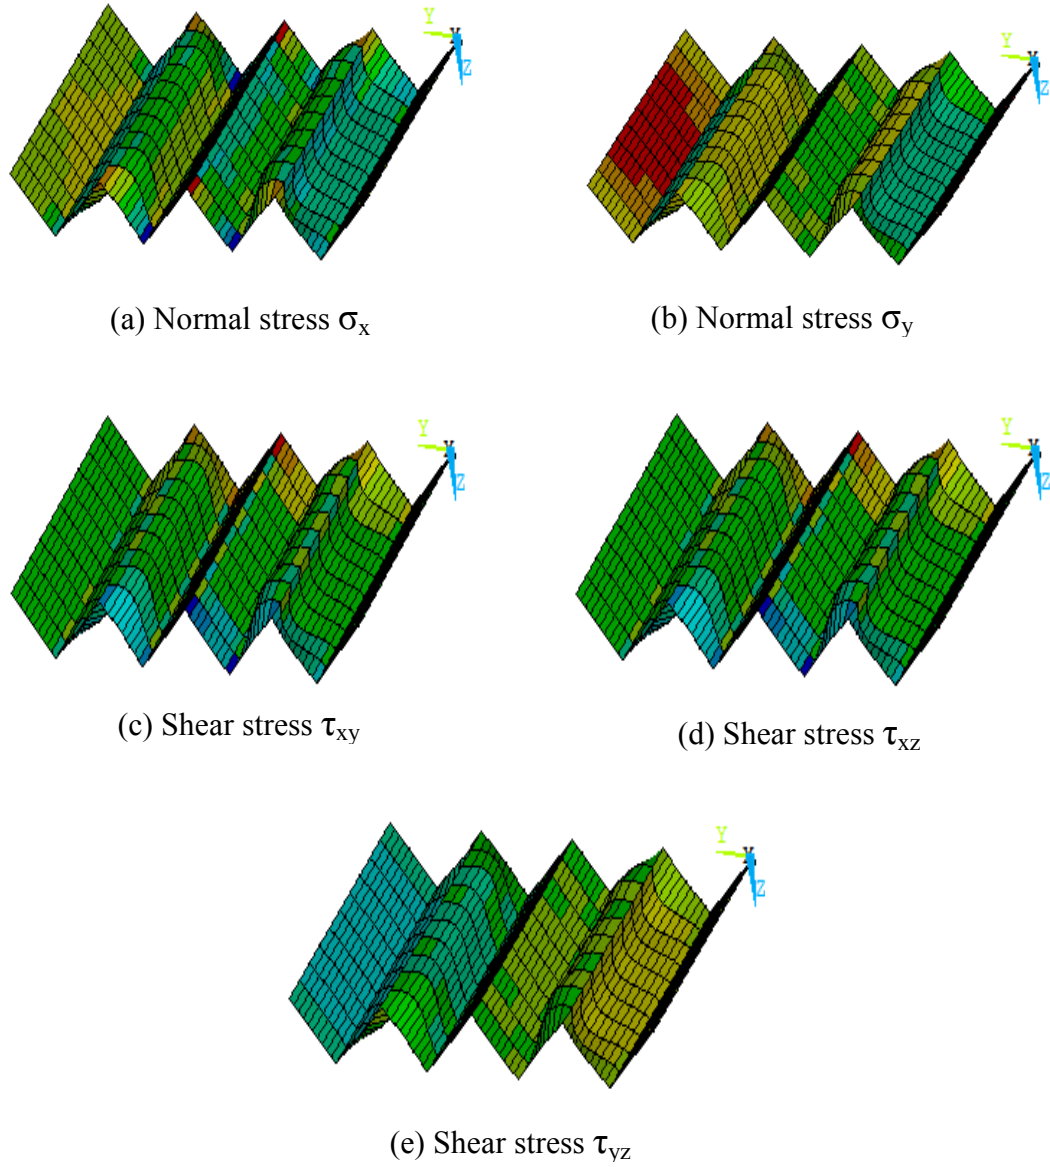 Y X Z
Y X Z
(a) Normal stress σx
(b) Normal stress σy
Y X Z
Y X Z
(c) Shear stress τxy
(d) Shear stress τxz
Y X Z
(e) Shear stress τyz